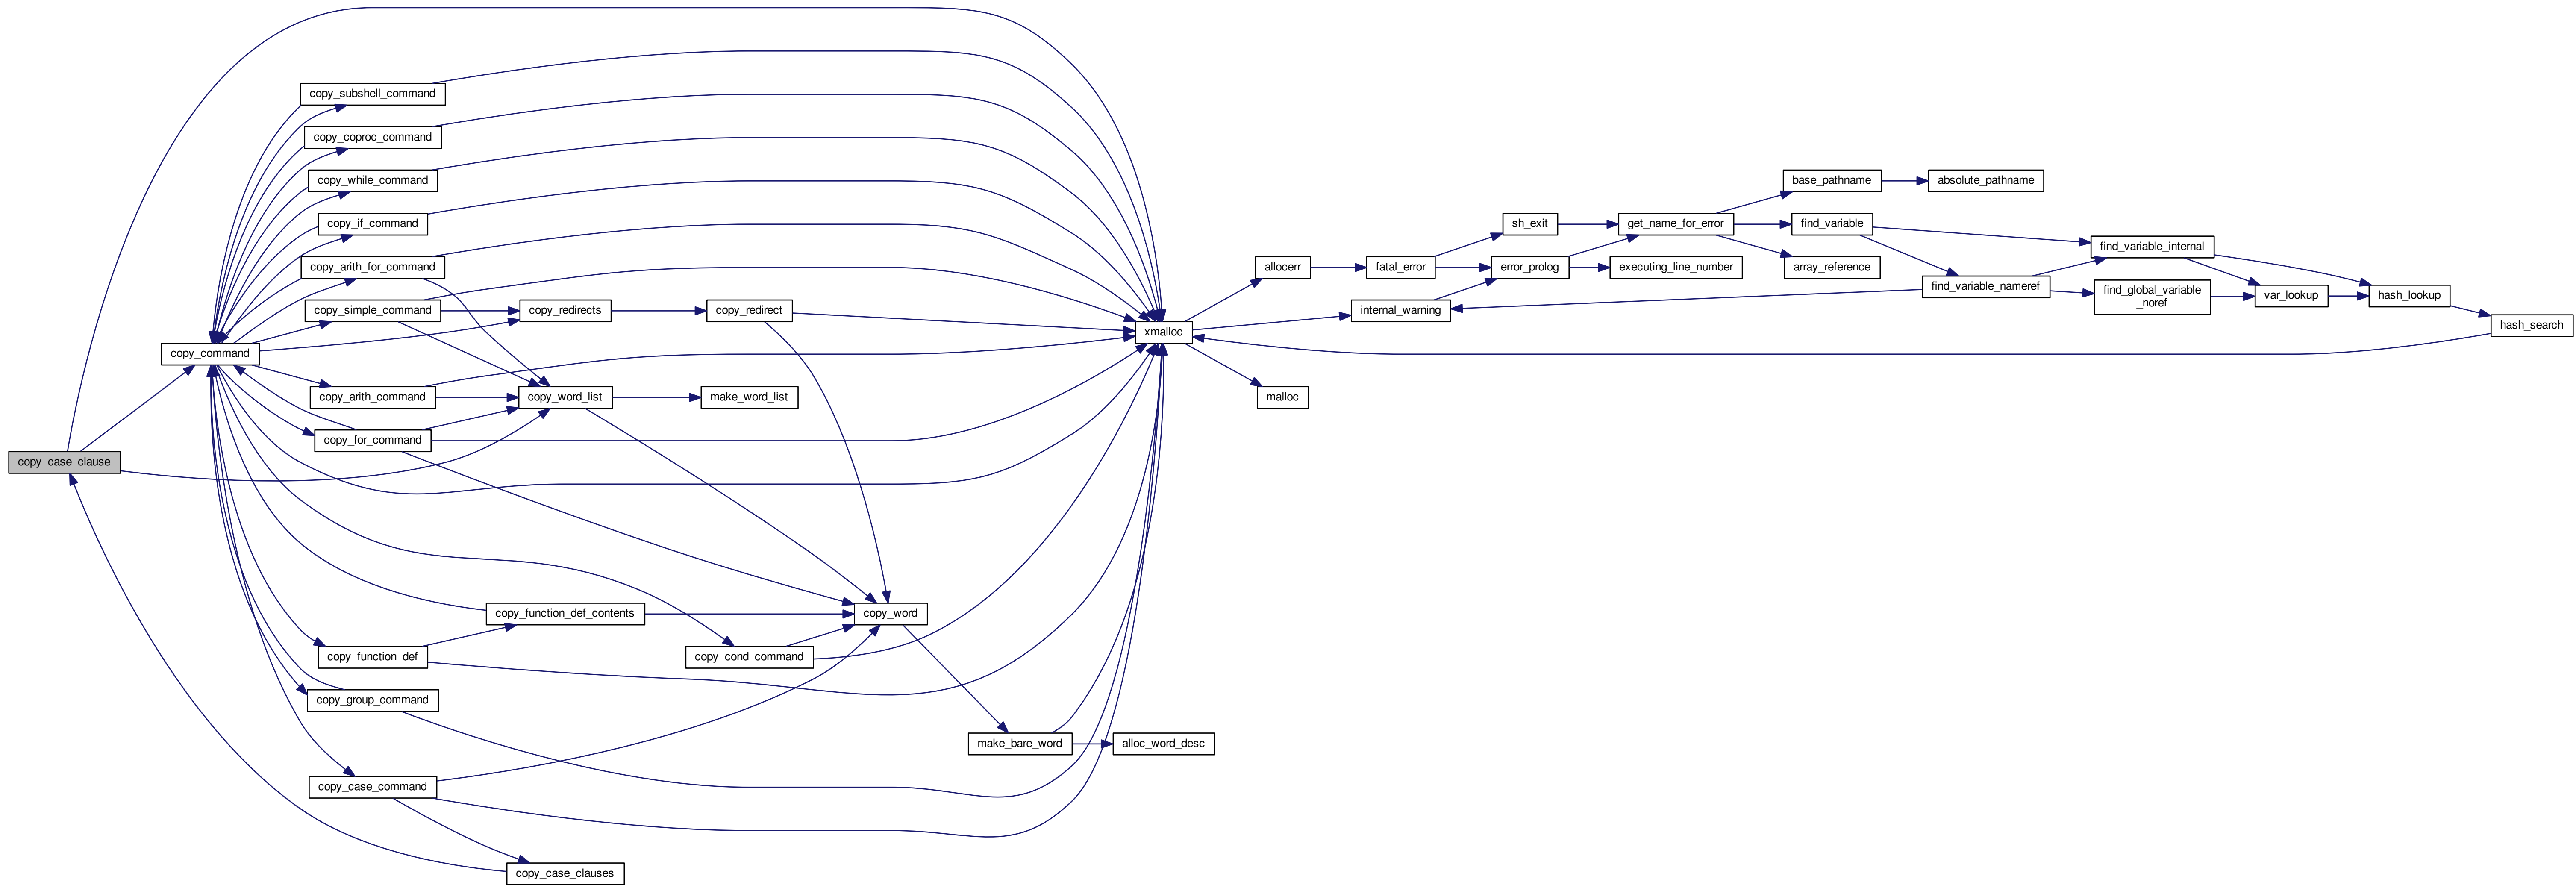 copy_subshell_command
copy_coproc_command
copy_while_command
base_pathname
absolute_pathname
copy_if_command
sh_exit
get_name_for_error
find_variable
find_variable_internal
copy_arith_for_command
allocerr
fatal_error
error_prolog
executing_line_number
array_reference
find_variable_nameref
find_global_variable
_noref
var_lookup
hash_lookup
copy_simple_command
copy_redirects
copy_redirect
internal_warning
xmalloc
hash_search
copy_command
copy_arith_command
copy_word_list
make_word_list
malloc
copy_for_command
copy_case_clause
copy_function_def_contents
copy_word
copy_function_def
copy_cond_command
copy_group_command
make_bare_word
alloc_word_desc
copy_case_command
copy_case_clauses